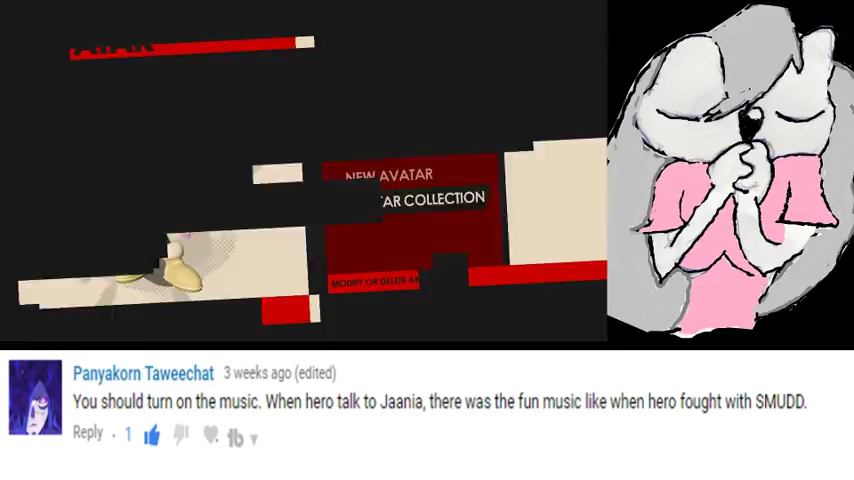 NEW AVATAR
TAR COLLECTION
MODIFY OR DELETE AN
Panyakorn Taweechat 3 weeks ago (edited)
You should turn on the music. When hero talk to Jaania, there was the fun music like when hero fought with SMUDD.
Reply · 1